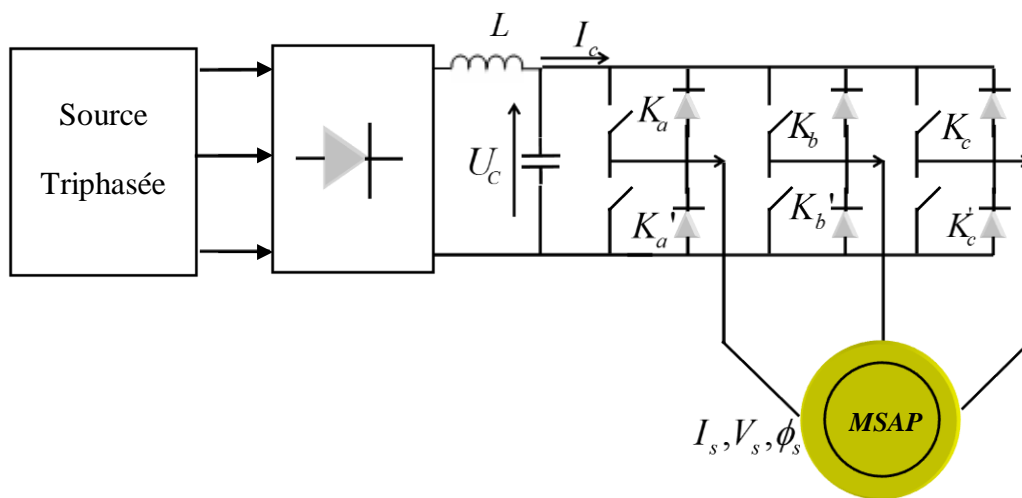 Source
Triphasée
L
I_c
U_C
K_a
K_b
K_c
K_a'
K_b'
K_c'
I_s, V_s, ϕ_s
MSAP